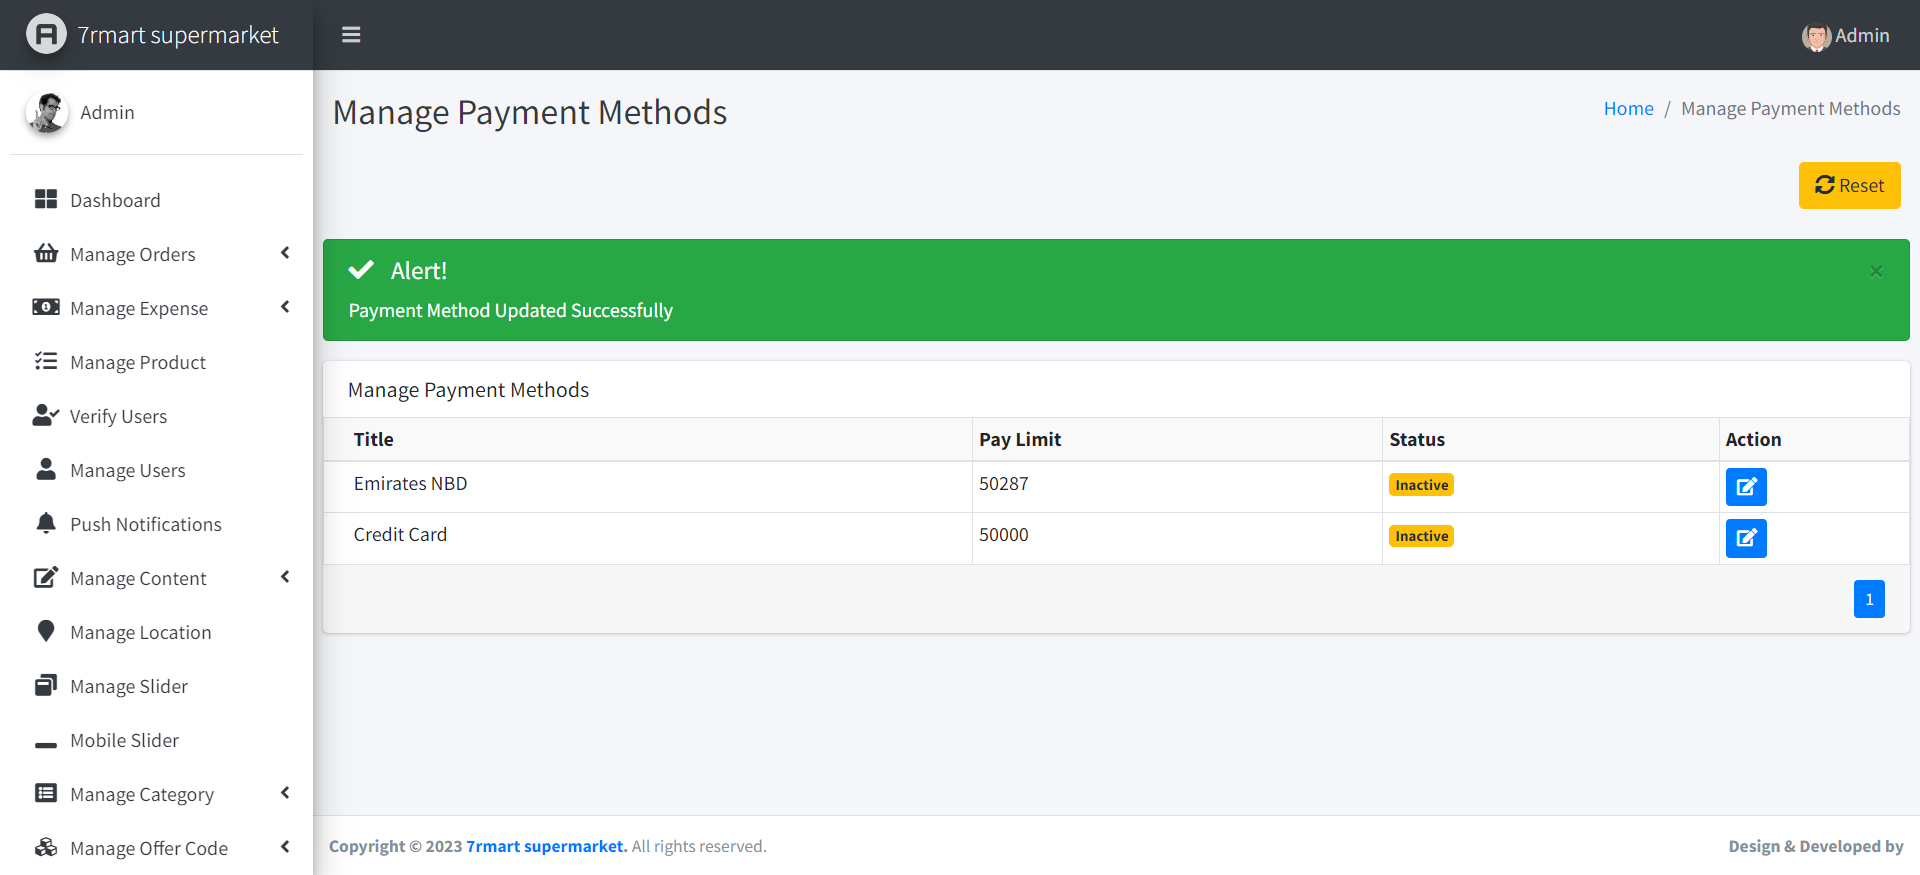 7rmart supermarket
Admin
Admin
Manage Payment Methods
Home / Manage Payment Methods
Reset
Dashboard
Manage Orders
Manage Expense
Manage Product
Verify Users
Manage Users
Push Notifications
Manage Content
Manage Location
Manage Slider
Mobile Slider
Manage Category
Manage Offer Code
Alert!
×
Payment Method Updated Successfully
Manage Payment Methods
Title Pay Limit Status Action
Emirates NBD 50287 Inactive
Credit Card 50000 Inactive
1
Copyright © 2023 7rmart supermarket. All rights reserved.
Design & Developed by